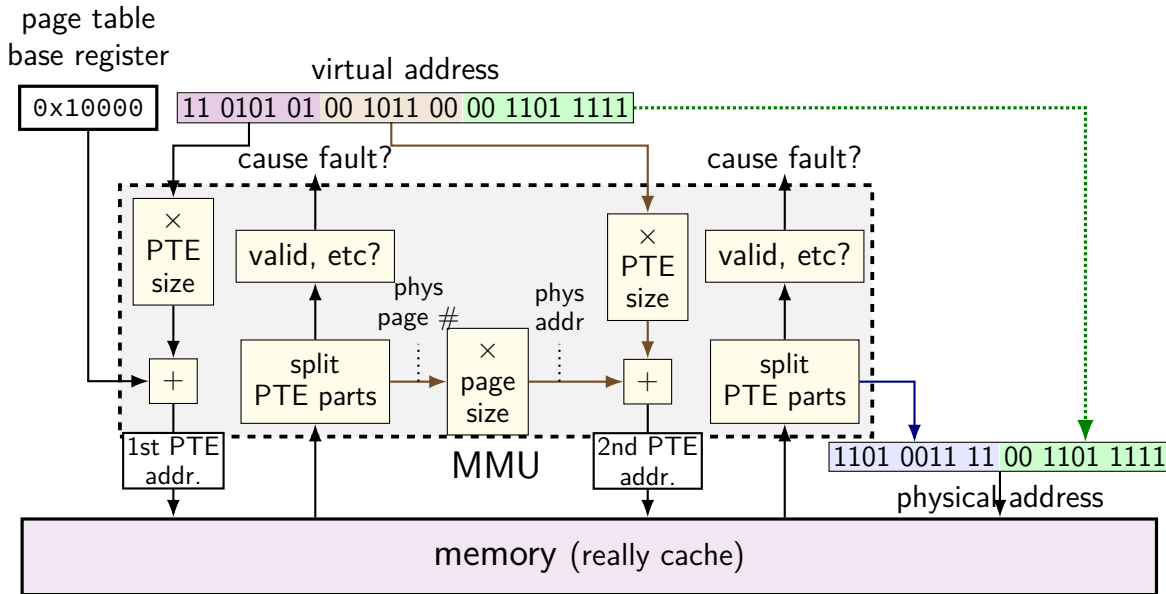 page table
base register
virtual address
0x10000
11 0101 01 00 1011 00 00 1101 1111
cause fault?
cause fault?
×
PTE
size
valid, etc?
×
PTE
size
valid, etc?
phys
page #
phys
addr
+
split
PTE parts
×
page
size
+
split
PTE parts
1st PTE
addr.
MMU
2nd PTE
addr.
1101 0011 11 00 1101 1111
physical address
memory (really cache)